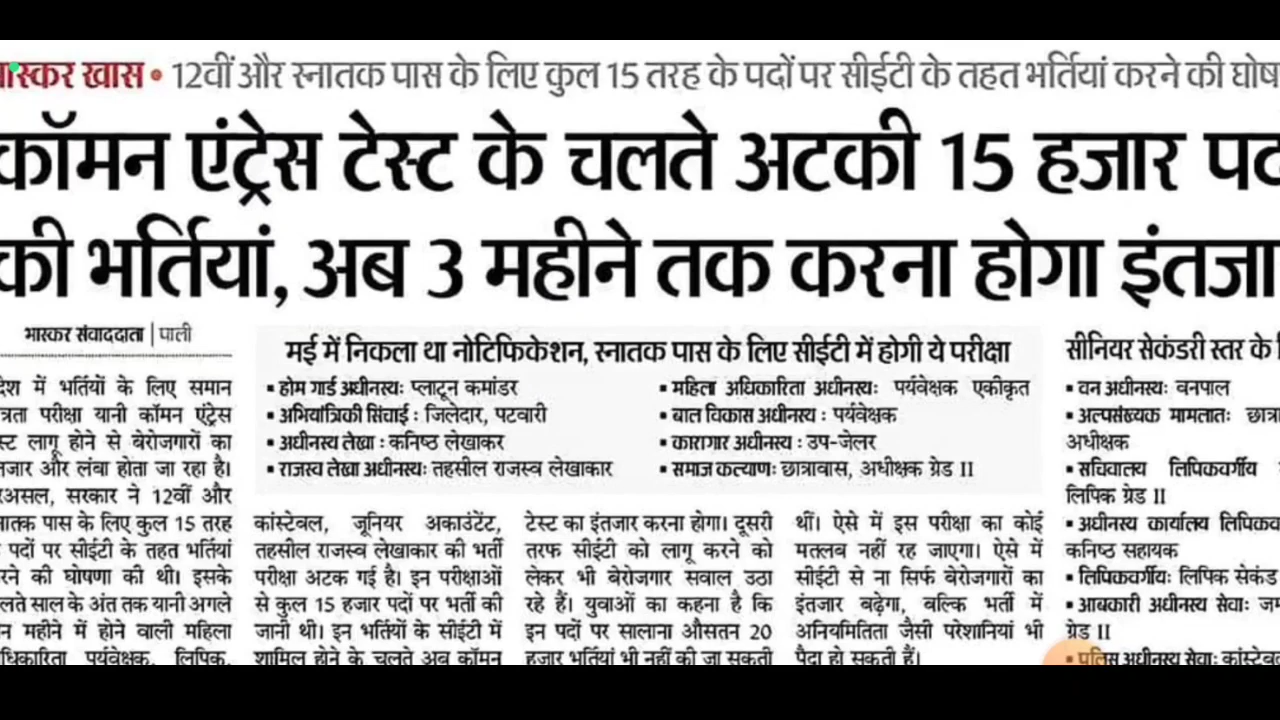 भास्कर खास • 12वीं और स्नातक पास के लिए कुल 15 तरह के पदों पर सीईटी के तहत भर्तियां करने की
कॉमन एंट्रेस टेस्ट के चलते अटकी 15 हजार
की भर्तियां, अब 3 महीने तक करना होगा
भास्कर संवाददाता | पाली
में भर्तियों के लिए समान
परीक्षा यानी कॉमन एंट्रेस
लागू होने से बेरोजगारों का
और लंबा होता जा रहा है।
सरकार ने 12वीं और
पास के लिए कुल 15 तरह
पदों पर सीईटी के तहत भर्तियां
की घोषणा की थी। इसके
साल के अंत तक यानी अगले
महीने में होने वाली महिला
पर्यवेक्षक, लिपिक,
मई में निकला था नोटिफिकेशन, स्नातक पास के लिए सीईटी में होगी ये परीक्षा
▪ होम गार्ड अधीनस्थः प्लाटून कमांडर
▪ अभियांत्रिकी सिंचाई : जिलेदार, पटवारी
▪ अधीनस्थ लेखा : कनिष्ठ लेखाकर
▪ राजस्व लेखा अधीनस्थः तहसील राजस्व लेखाकार
▪ महिला अधिकारिता अधीनस्थः पर्यवेक्षक एकीकृत
▪ बाल विकास अधीनस्थ : पर्यवेक्षक
▪ कारागार अधीनस्थ : उप-जेलर
▪ समाज कल्याणः छात्रावास, अधीक्षक ग्रेड II
कांस्टेबल, जूनियर अकाउंटेंट,
तहसील राजस्व लेखाकार की भर्ती
परीक्षा अटक गई है। इन परीक्षाओं
से कुल 15 हजार पदों पर भर्ती की
जानी थी। इन भर्तियों के सीईटी में
शामिल होने के चलते अब कॉमन
टेस्ट का इंतजार करना होगा। दूसरी
तरफ सीईटी को लागू करने को
लेकर भी बेरोजगार सवाल उठा
रहे हैं। युवाओं का कहना है कि
इन पदों पर सालाना औसतन 20
हजार भर्तियां भी नहीं की जा सकती
थीं। ऐसे में इस परीक्षा का कोई
मतलब नहीं रह जाएगा। ऐसे में
सीईटी से ना सिर्फ बेरोजगारों का
इंतजार बढ़ेगा, बल्कि भर्ती में
अनियमितिता जैसी परेशानियां भी
पैदा हो सकती हैं।
सीनियर सेकंडरी स्तर के
▪ वन अधीनस्थः वनपाल
▪ अल्पसंख्यक मामलातः
अधीक्षक
▪ सचिवालय लिपिकवर्गीय
लिपिक ग्रेड II
▪ अधीनस्थ कार्यालय
कनिष्ठ सहायक
▪ लिपिकवर्गीयः लिपिक सेकंड
▪ आबकारी अधीनस्थ सेवाः
ग्रेड II
▪ पुलिस अधीनस्थ सेवाः